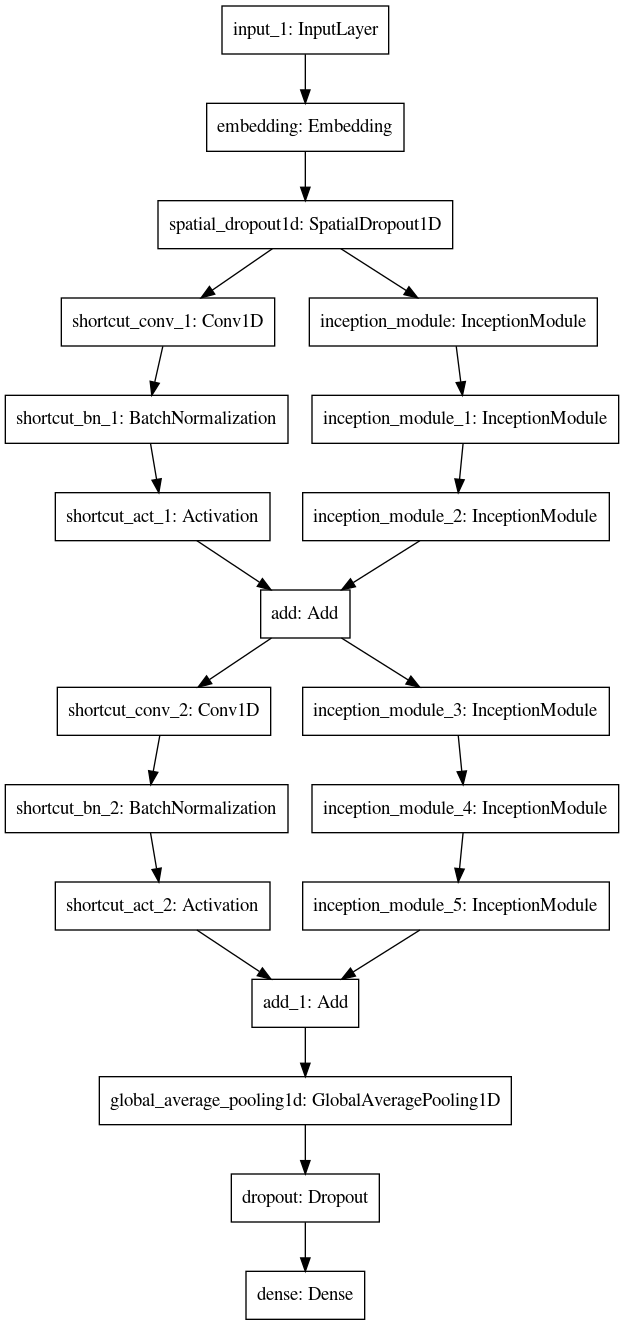 input_1: InputLayer
embedding: Embedding
spatial_dropout1d: SpatialDropout1D
shortcut_conv_1: Conv1D
inception_module: InceptionModule
shortcut_bn_1: BatchNormalization
inception_module_1: InceptionModule
shortcut_act_1: Activation
inception_module_2: InceptionModule
add: Add
shortcut_conv_2: Conv1D
inception_module_3: InceptionModule
shortcut_bn_2: BatchNormalization
inception_module_4: InceptionModule
shortcut_act_2: Activation
inception_module_5: InceptionModule
add_1: Add
global_average_pooling1d: GlobalAveragePooling1D
dropout: Dropout
dense: Dense